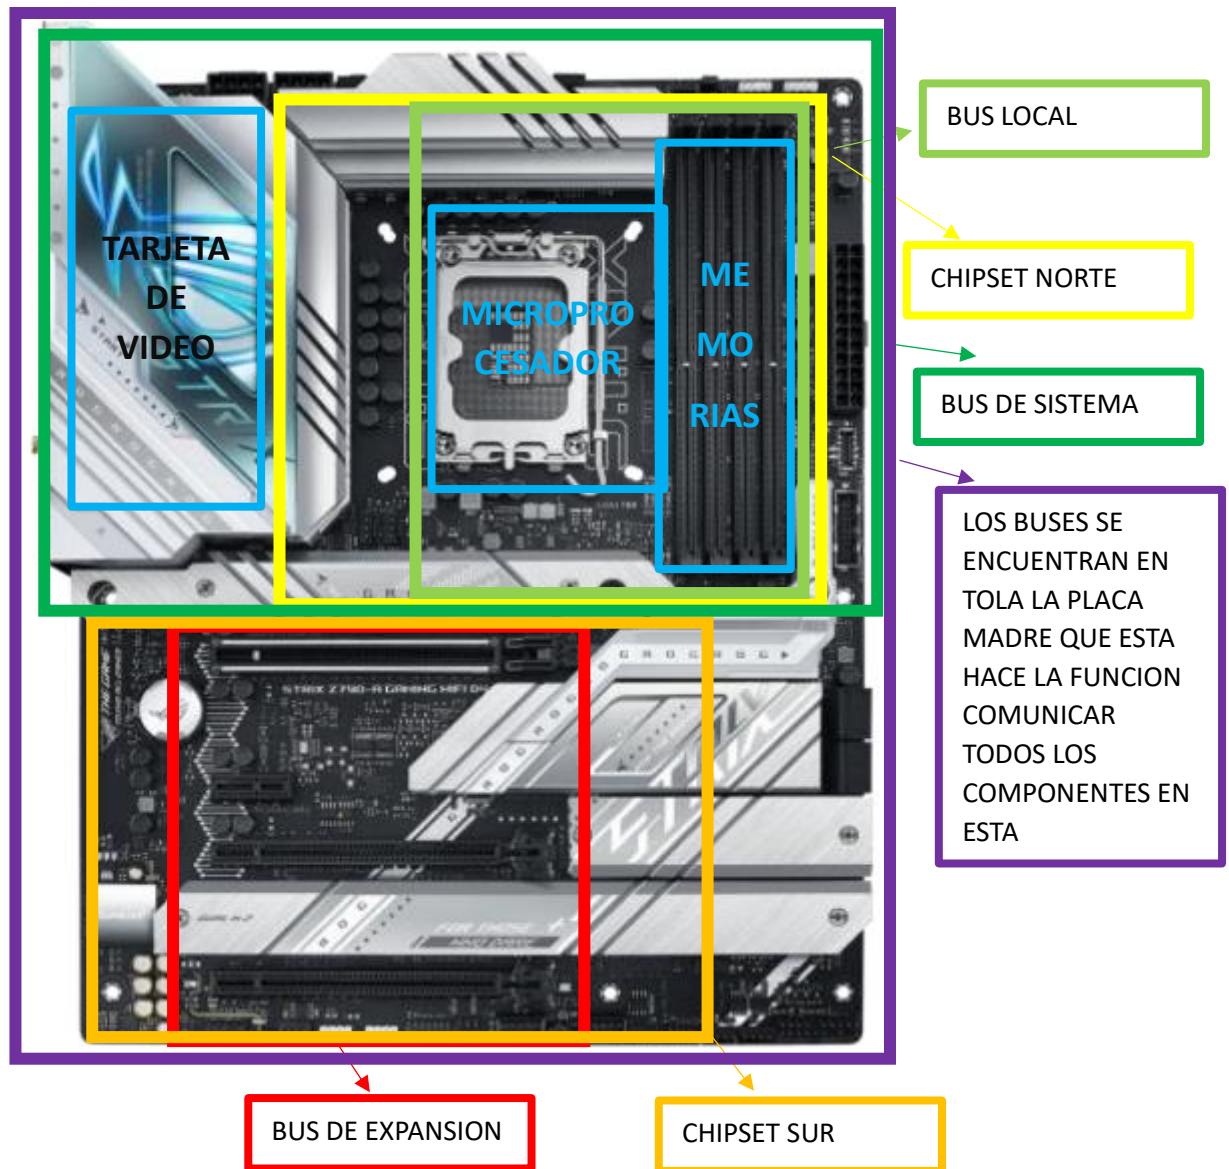 BUS LOCAL
TARJETA
DE
VIDEO
MICROPRO
CESADOR
ME
MO
RIAS
CHIPSET NORTE
BUS DE SISTEMA
LOS BUSES SE
ENCUENTRAN EN
TOLA LA PLACA
MADRE QUE ESTA
HACE LA FUNCION
COMUNICAR
TODOS LOS
COMPONENTES EN
ESTA
STRIX Z790-A GAMING WIFI D4
BUS DE EXPANSION
CHIPSET SUR